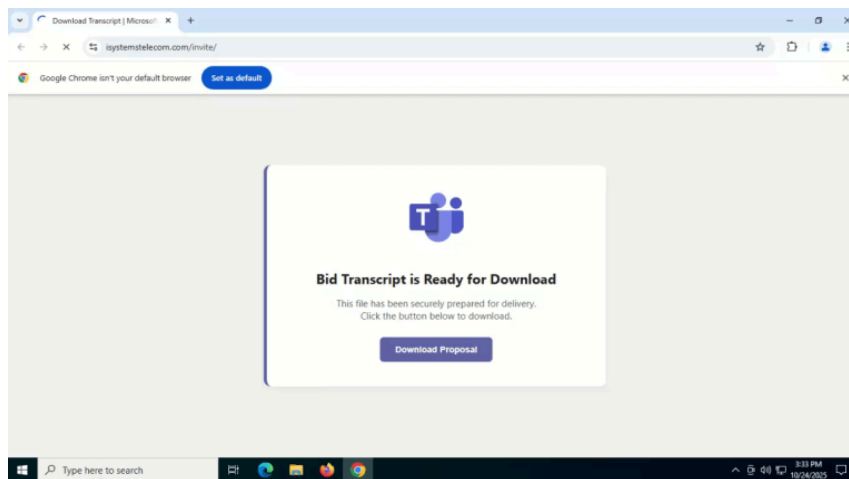 Download Transcript | Microsof
isystemstelecom.com/invite/
Google Chrome isn't your default browser
Set as default
T
Bid Transcript is Ready for Download
This file has been securely prepared for delivery.
Click the button below to download.
Download Proposal
Type here to search
3:33 PM
10/24/2025